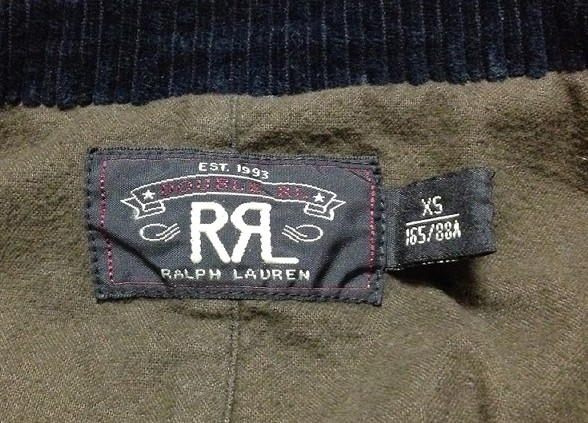 EST. 1993
DOUBLE RL
RRL
RALPH LAUREN
XS
165/88A